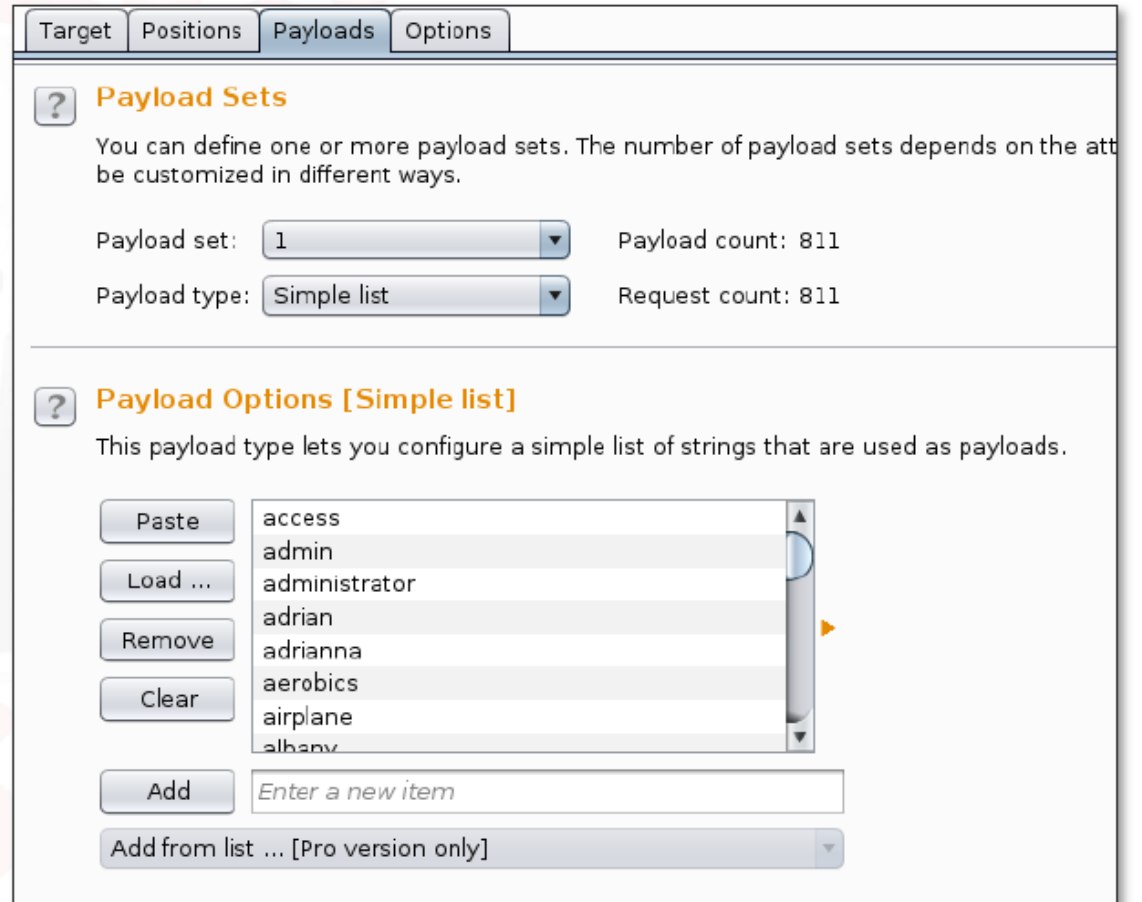 Target Positions Payloads Options
? Payload Sets
You can define one or more payload sets. The number of payload sets depends on the att
be customized in different ways.
Payload set: 1 Payload count: 811
Payload type: Simple list Request count: 811
? Payload Options [Simple list]
This payload type lets you configure a simple list of strings that are used as payloads.
Paste
Load ...
Remove
Clear
access
admin
administrator
adrian
adrianna
aerobics
airplane
albany
Add Enter a new item
Add from list ... [Pro version only]